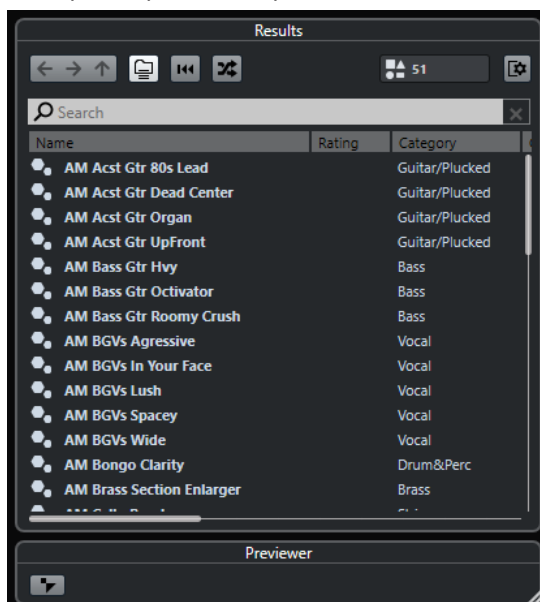 Results
51
Search
Name Rating Category
AM Acst Gtr 80s Lead Guitar/Plucked
AM Acst Gtr Dead Center Guitar/Plucked
AM Acst Gtr Organ Guitar/Plucked
AM Acst Gtr UpFront Guitar/Plucked
AM Bass Gtr Hvy Bass
AM Bass Gtr Octivator Bass
AM Bass Gtr Roomy Crush Bass
AM BGVs Agressive Vocal
AM BGVs In Your Face Vocal
AM BGVs Lush Vocal
AM BGVs Spacey Vocal
AM BGVs Wide Vocal
AM Bongo Clarity Drum&Perc
AM Brass Section Enlarger Brass
Previewer